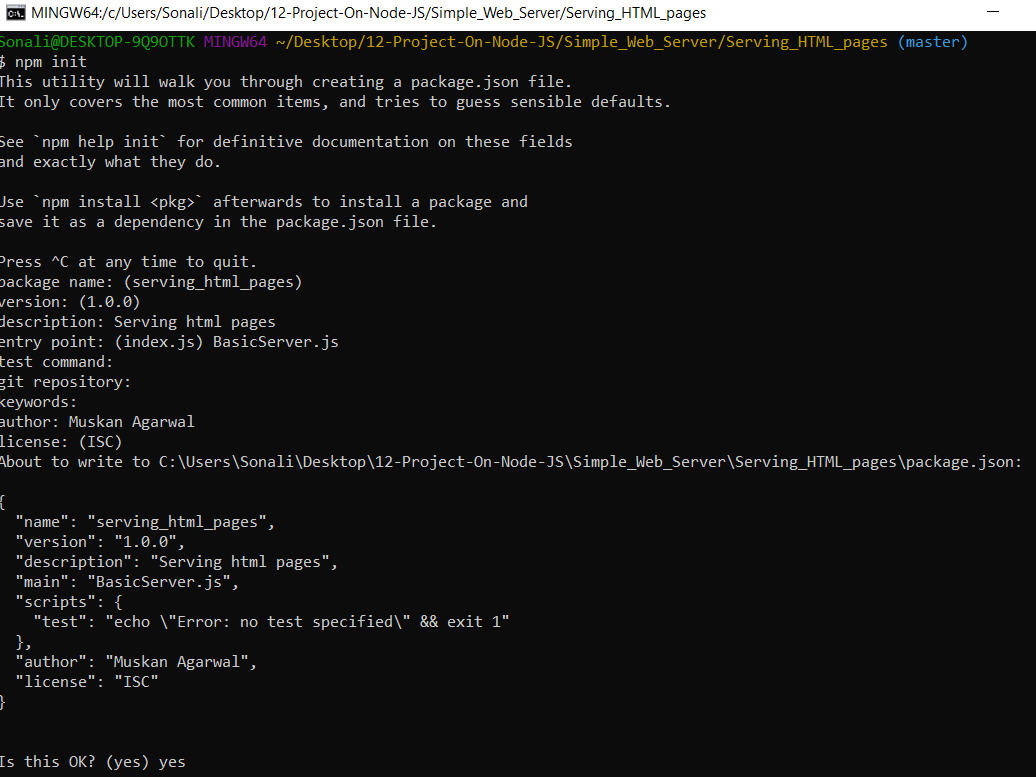 MINGW64:/c/Users/Sonali/Desktop/12-Project-On-Node-JS/Simple_Web_Server/Serving_HTML_pages
Sonali@DESKTOP-9Q9OTTK MINGW64 ~/Desktop/12-Project-On-Node-JS/Simple_Web_Server/Serving_HTML_pages (master)
$ npm init
This utility will walk you through creating a package.json file.
It only covers the most common items, and tries to guess sensible defaults.

See `npm help init` for definitive documentation on these fields
and exactly what they do.

Use `npm install <pkg>` afterwards to install a package and
save it as a dependency in the package.json file.

Press ^C at any time to quit.
package name: (serving_html_pages)
version: (1.0.0)
description: Serving html pages
entry point: (index.js) BasicServer.js
test command:
git repository:
keywords:
author: Muskan Agarwal
license: (ISC)
About to write to C:\Users\Sonali\Desktop\12-Project-On-Node-JS\Simple_Web_Server\Serving_HTML_pages\package.json:

{
  "name": "serving_html_pages",
  "version": "1.0.0",
  "description": "Serving html pages",
  "main": "BasicServer.js",
  "scripts": {
    "test": "echo \"Error: no test specified\" && exit 1"
  },
  "author": "Muskan Agarwal",
  "license": "ISC"
}

Is this OK? (yes) yes